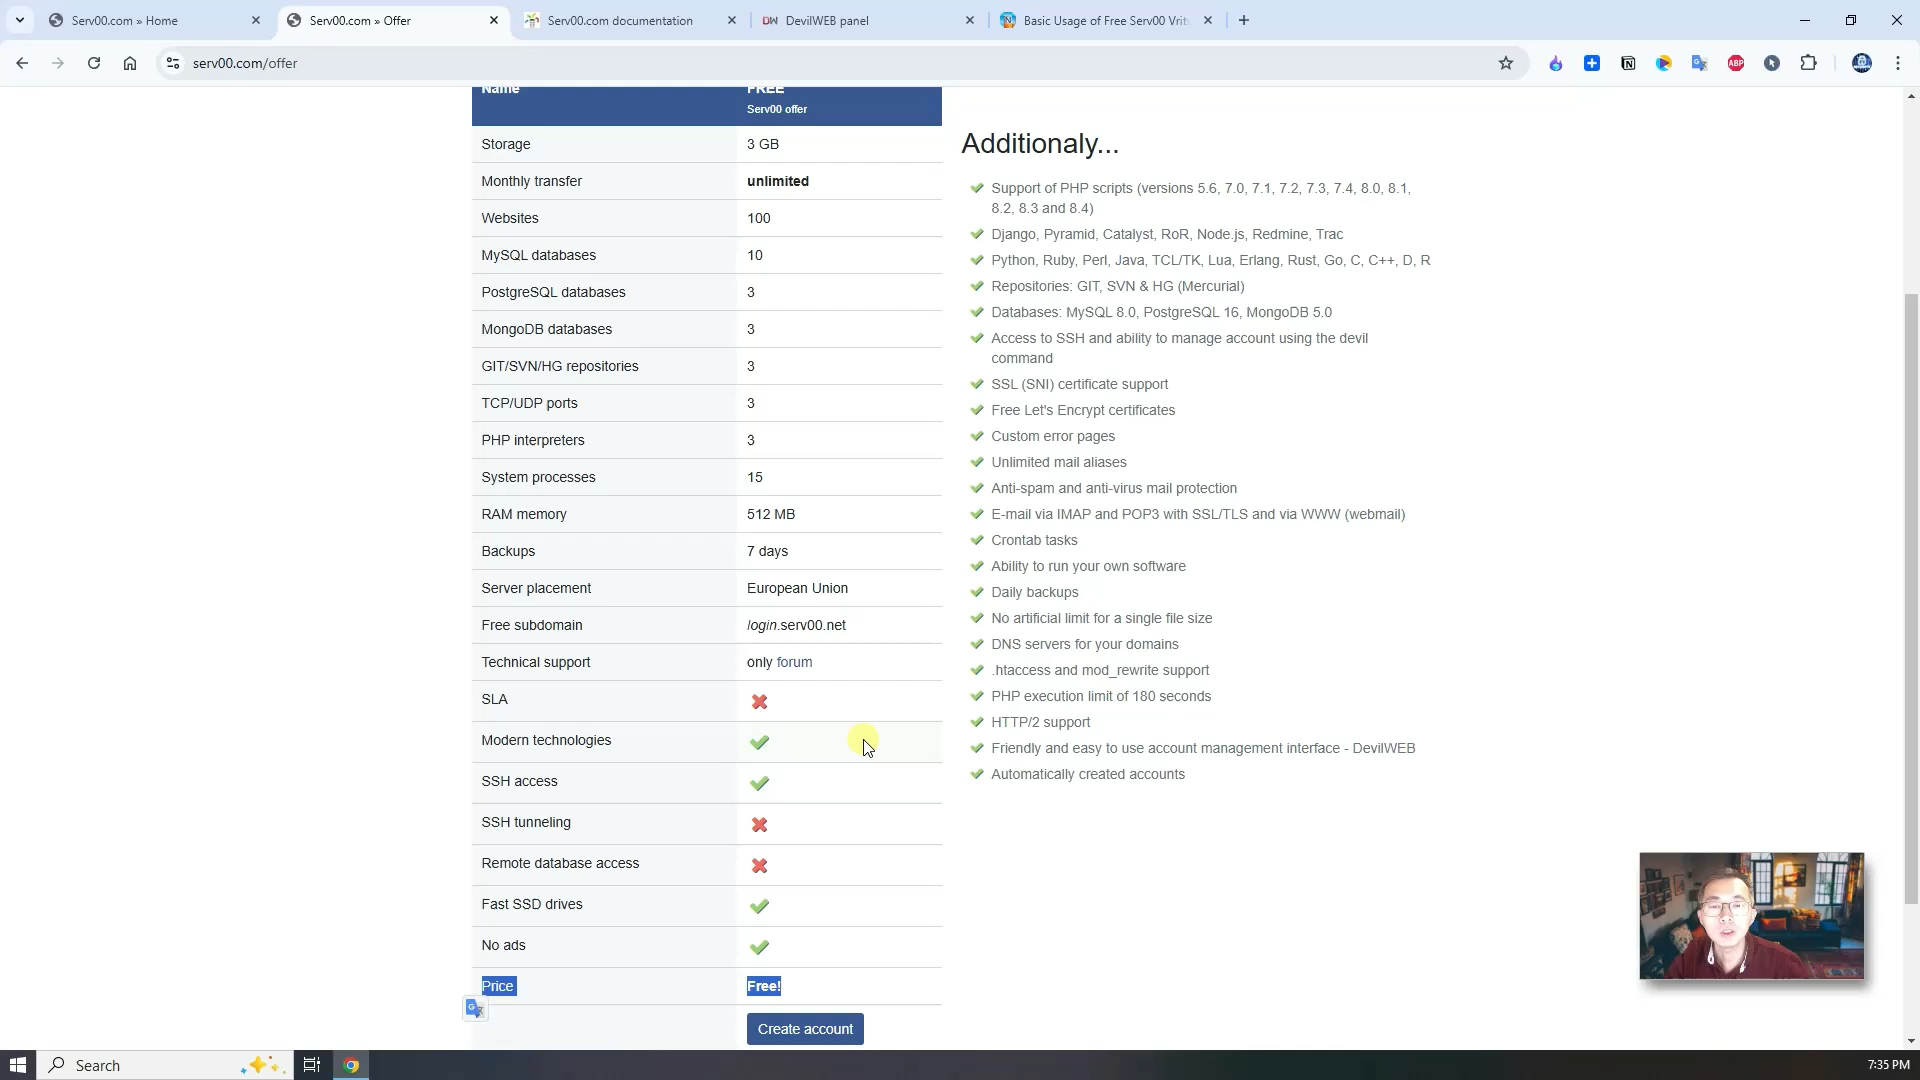 Serv00.com » Home
Serv00.com » Offer
Serv00.com documentation
DW DevilWEB panel
Basic Usage of Free Serv00 Vrit
serv00.com/offer
ABP
Name FREE
Serv00 offer
Storage 3 GB
Monthly transfer unlimited
Websites 100
MySQL databases 10
PostgreSQL databases 3
MongoDB databases 3
GIT/SVN/HG repositories 3
TCP/UDP ports 3
PHP interpreters 3
System processes 15
RAM memory 512 MB
Backups 7 days
Server placement European Union
Free subdomain login.serv00.net
Technical support only forum
SLA
Modern technologies
SSH access
SSH tunneling
Remote database access
Fast SSD drives
No ads
Price Free!
Create account
Additionaly...
Support of PHP scripts (versions 5.6, 7.0, 7.1, 7.2, 7.3, 7.4, 8.0, 8.1,
8.2, 8.3 and 8.4)
Django, Pyramid, Catalyst, RoR, Node.js, Redmine, Trac
Python, Ruby, Perl, Java, TCL/TK, Lua, Erlang, Rust, Go, C, C++, D, R
Repositories: GIT, SVN & HG (Mercurial)
Databases: MySQL 8.0, PostgreSQL 16, MongoDB 5.0
Access to SSH and ability to manage account using the devil
command
SSL (SNI) certificate support
Free Let's Encrypt certificates
Custom error pages
Unlimited mail aliases
Anti-spam and anti-virus mail protection
E-mail via IMAP and POP3 with SSL/TLS and via WWW (webmail)
Crontab tasks
Ability to run your own software
Daily backups
No artificial limit for a single file size
DNS servers for your domains
.htaccess and mod_rewrite support
PHP execution limit of 180 seconds
HTTP/2 support
Friendly and easy to use account management interface - DevilWEB
Automatically created accounts
Search
7:35 PM